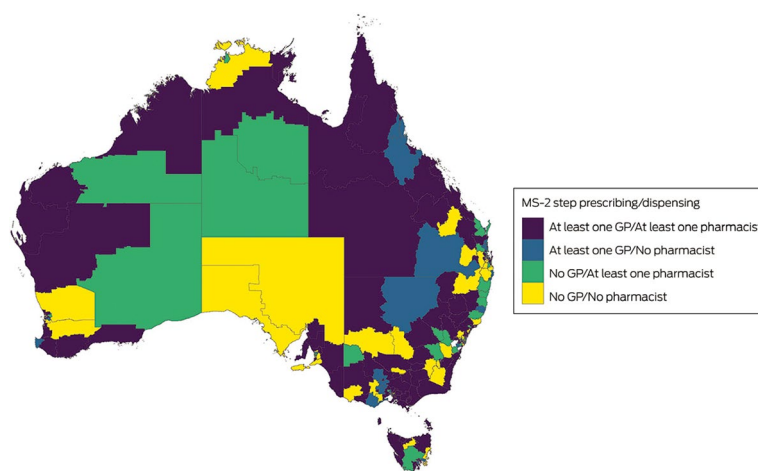 MS-2 step prescribing/dispensing
At least one GP/At least one pharmacist
At least one GP/No pharmacist
No GP/At least one pharmacist
No GP/No pharmacist